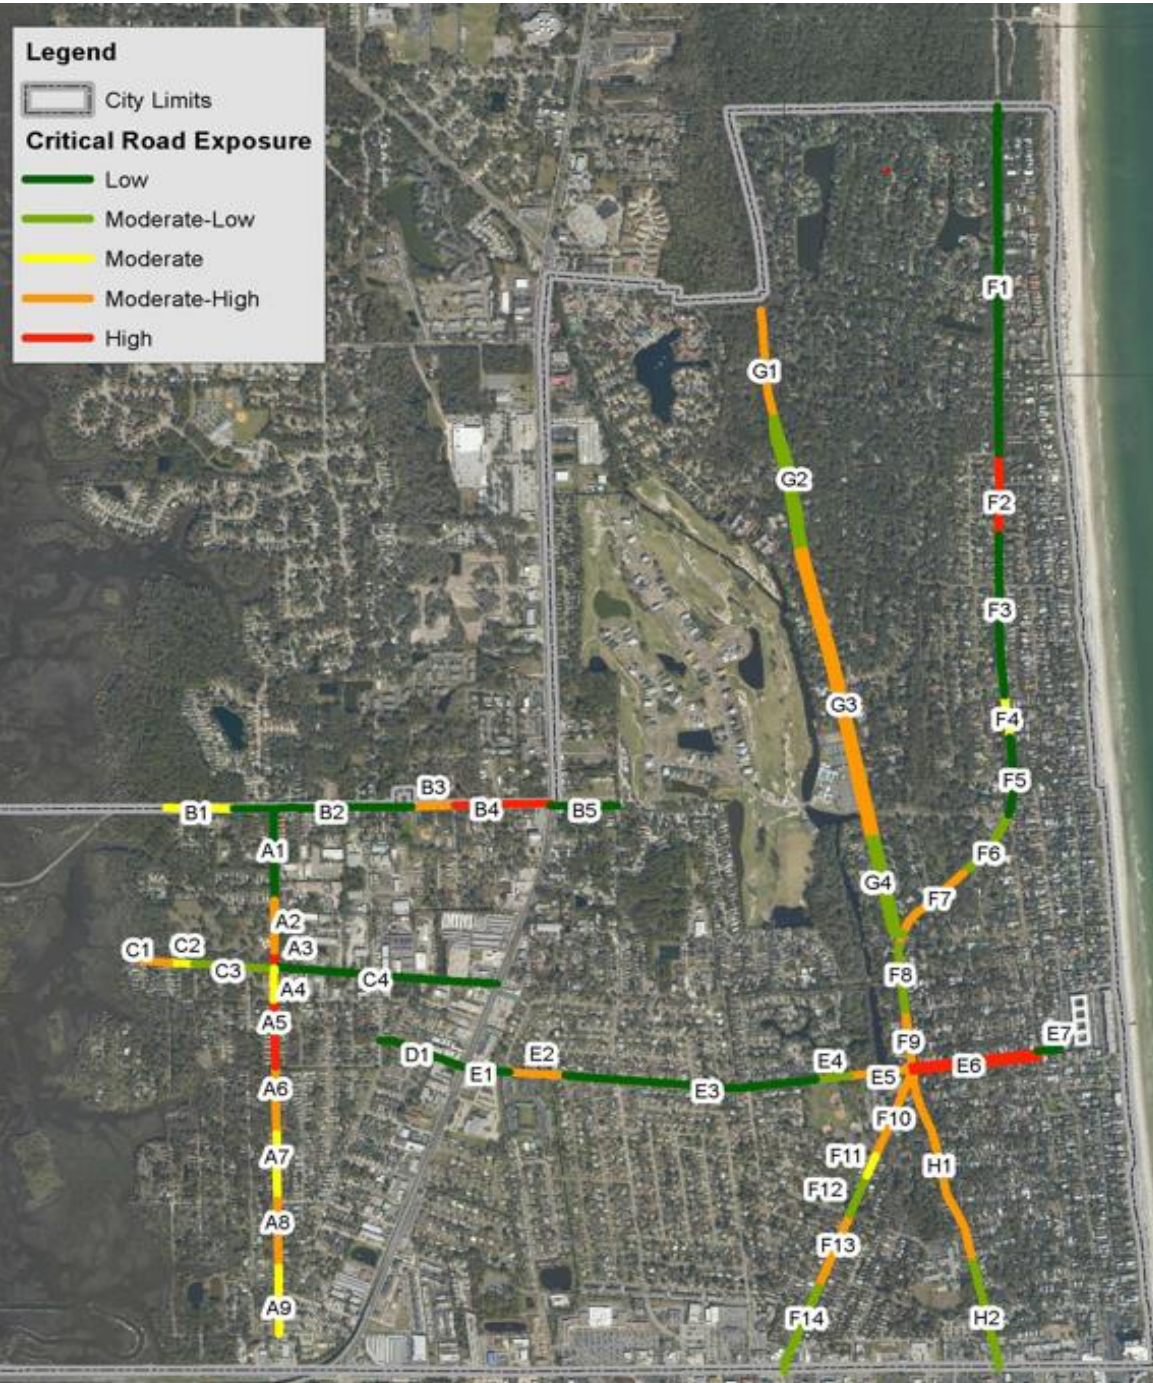 Legend
City Limits
Critical Road Exposure
Low
Moderate-Low
Moderate
Moderate-High
High
F1
G1
G2
F2
F3
G3
F4
F5
B3
B1
B2
B4
B5
A1
F6
G4
F7
A2
A3
C1
C2
C3
C4
F8
A4
A5
F9
E7
D1
E1
E2
E3
E4
E5
E6
A6
F10
A7
F11
H1
F12
A8
F13
A9
F14
H2